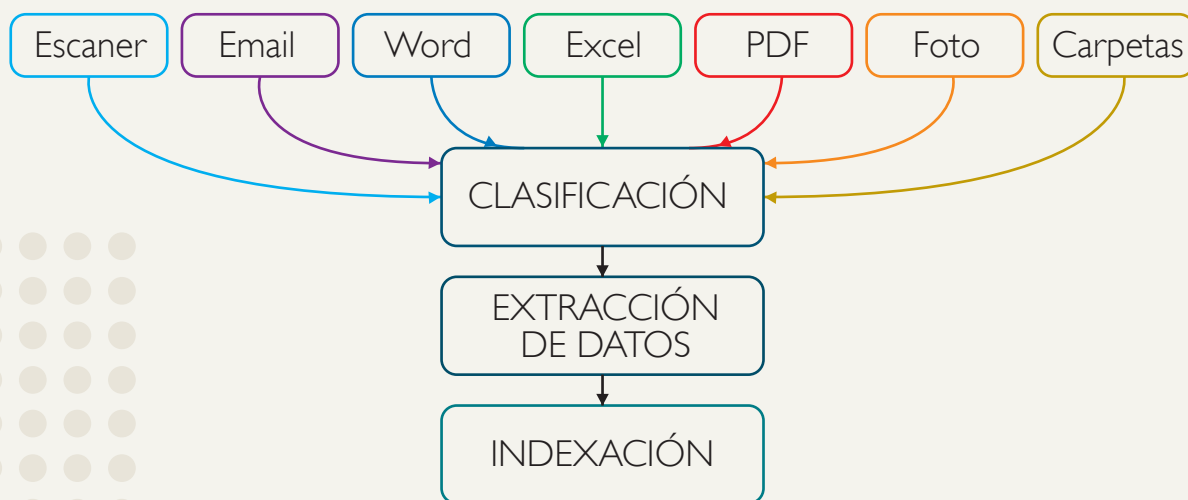 Escaner
Email
Word
Excel
PDF
Foto
Carpetas
CLASIFICACIÓN
EXTRACCIÓN
DE DATOS
INDEXACIÓN